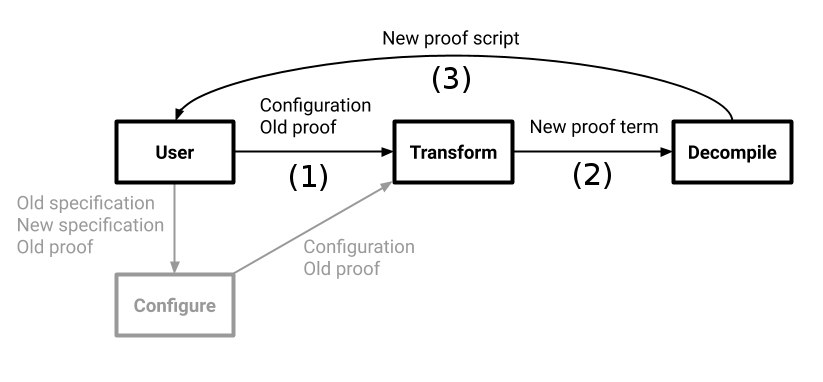 New proof script
(3)
Configuration
Old proof
New proof term
User
Transform
Decompile
(1)
(2)
Old specification
New specification
Old proof
Configuration
Old proof
Configure